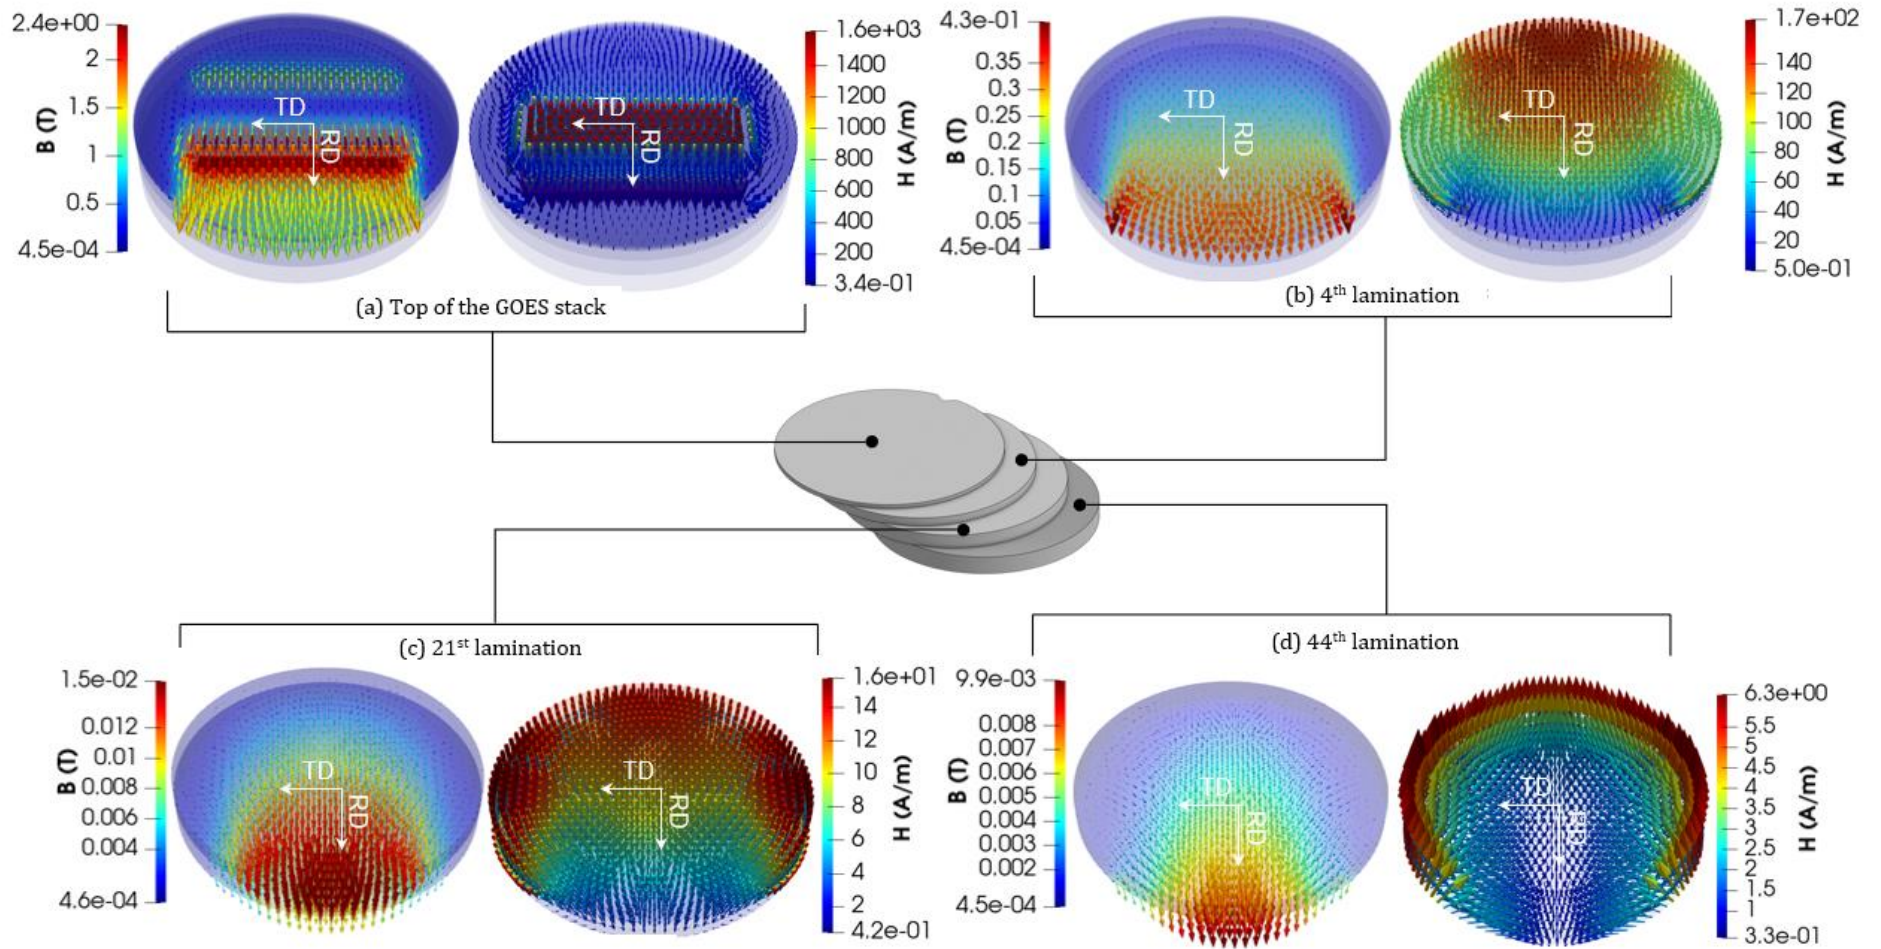 2.4e+00
2
1.5
1
0.5
4.5e-04
B (T)
TD
RD
TD
RD
1.6e+03
1400
1200
1000
800
600
400
200
3.4e-01
H (A/m)
(a) Top of the GOES stack
4.3e-01
0.35
0.3
0.25
0.2
0.15
0.1
0.05
4.5e-04
B (T)
TD
RD
TD
RD
1.7e+02
140
120
100
80
60
40
20
5.0e-01
H (A/m)
(b) 4th lamination
(c) 21st lamination
1.5e-02
0.012
0.01
0.008
0.006
0.004
4.6e-04
B (T)
TD
RD
TD
RD
1.6e+01
14
12
10
8
6
4
2
4.2e-01
H (A/m)
(d) 44th lamination
9.9e-03
0.008
0.007
0.006
0.005
0.004
0.003
0.002
4.5e-04
B (T)
TD
RD
TD
RD
6.3e+00
5.5
5
4.5
4
3.5
3
2.5
2
1.5
1
3.3e-01
H (A/m)